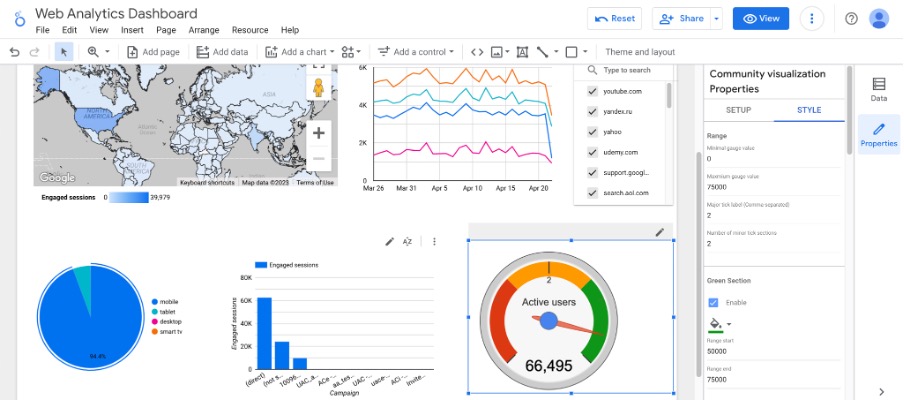 Web Analytics Dashboard
File Edit View Insert Page Arrange Resource Help
Reset
Share
View
Add page
Add data
Add a chart
Add a control
Theme and layout
NORTH AMERICA
ASIA
SOUTH AMERICA
Google
Keyboard shortcuts Map data ©2023 Terms of Use
Engaged sessions 0 39,979
6K
4K
2K
0
Mar 26 Mar 31 Apr 5 Apr 10 Apr 15 Apr 20
Type to search
youtube.com
yandex.ru
yahoo
udemy.com
support.googl...
search.aol.com
mobile
tablet
desktop
smart tv
94.4%
Engaged sessions
80K
60K
40K
20K
0
Engaged sessions
(direct) (not s... 10096... UAC_a... ACe -... aa_tes... UAC -... uace-... ACi -... Invite...
Campaign
2
Active users
66,495
Community visualization
Properties
SETUP STYLE
Range
Minimal gauge value
0
Maximum gauge value
75000
Major tick label (Comma separated)
2
Number of minor tick sections
2
Green Section
Enable
Range start
50000
Range end
75000
Data
Properties